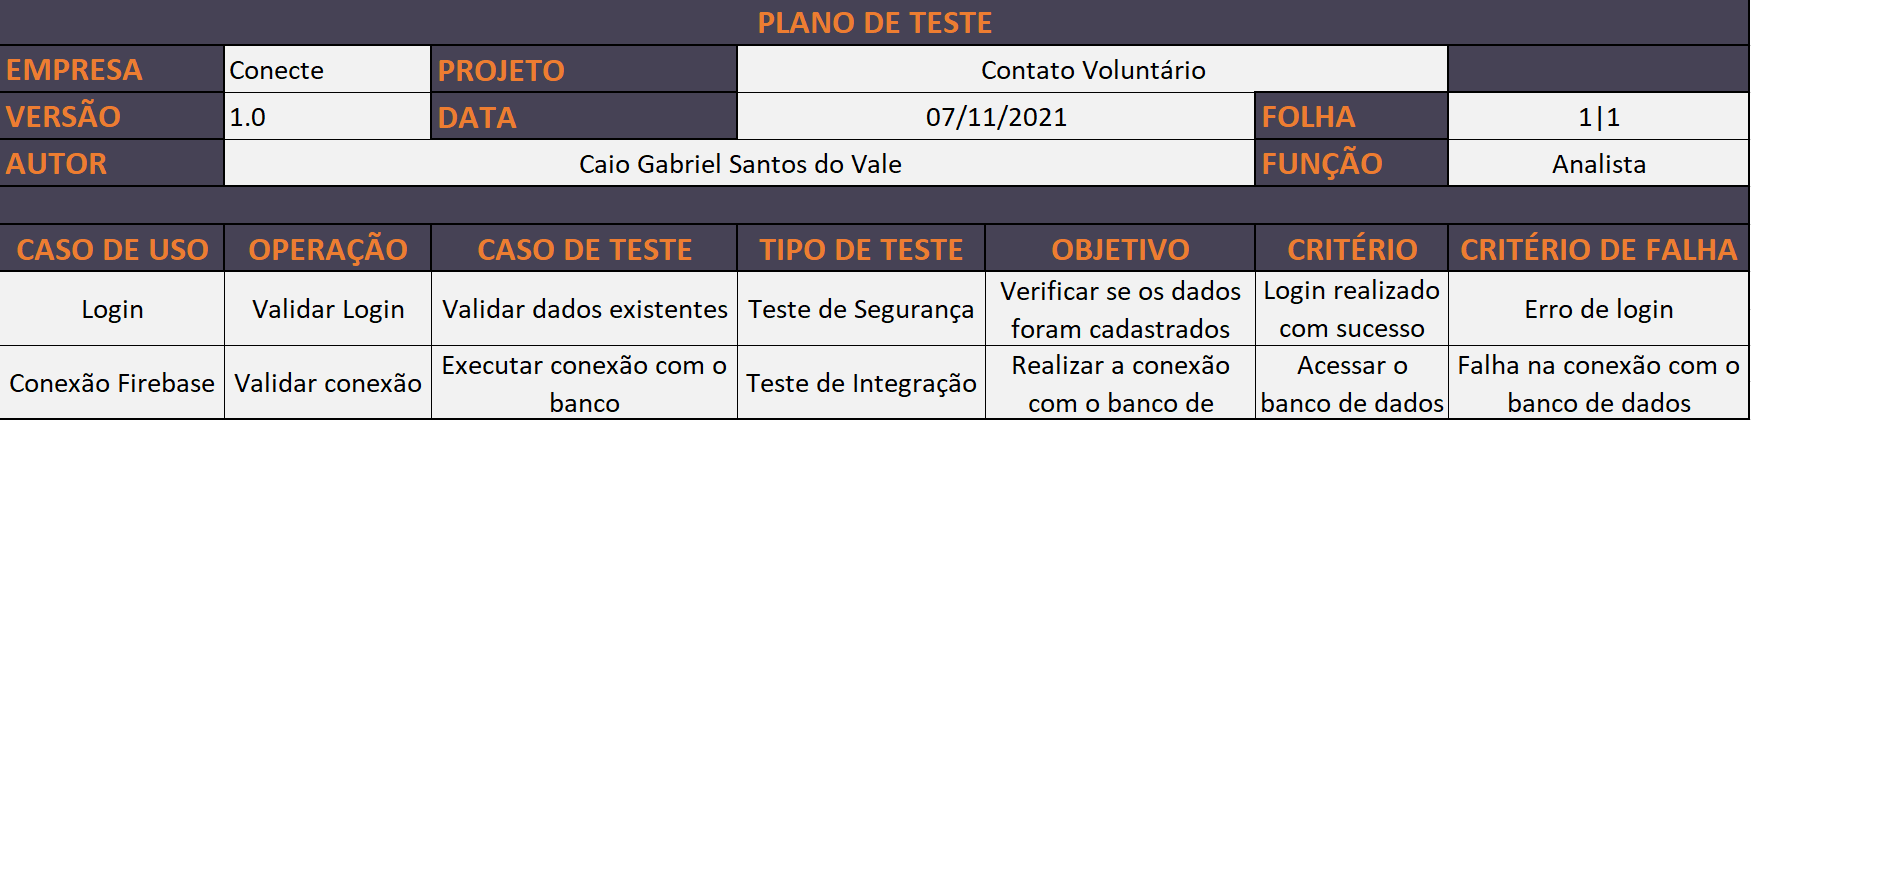 PLANO DE TESTE
EMPRESA Conecte PROJETO Contato Voluntário
VERSÃO 1.0 DATA 07/11/2021 FOLHA 1|1
AUTOR Caio Gabriel Santos do Vale FUNÇÃO Analista
CASO DE USO OPERAÇÃO CASO DE TESTE TIPO DE TESTE OBJETIVO CRITÉRIO CRITÉRIO DE FALHA
Login
Validar Login
Validar dados existentes
Teste de Segurança
Verificar se os dados
foram cadastrados
Login realizado
com sucesso
Erro de login
Conexão Firebase
Validar conexão
Executar conexão com o
banco
Teste de Integração
Realizar a conexão
com o banco de
Acessar o
banco de dados
Falha na conexão com o
banco de dados